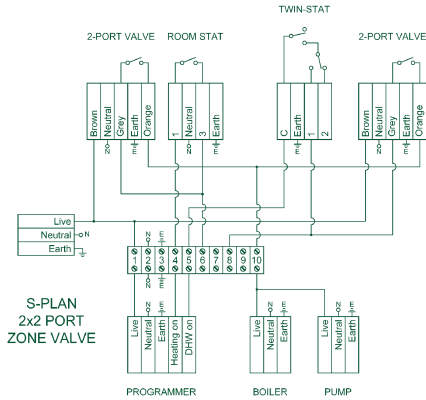 TWIN-STAT
2-PORT VALVE
ROOM STAT
2-PORT VALVE
Brown
Neutral
Grey
Earth
Orange
N
E
1
Neutral
3
Earth
N
E
C
Earth
1
2
E
Brown
Neutral
Grey
Earth
Orange
N
E
Live
Neutral
N
Earth
N
E
1
2
3
4
5
6
7
8
9
10
N
E
S-PLAN
2x2 PORT
ZONE VALVE
N
E
Live
Neutral
Earth
Heating on
DHW on
N
E
Live
Neutral
Earth
N
E
Live
Neutral
Earth
PROGRAMMER
BOILER
PUMP